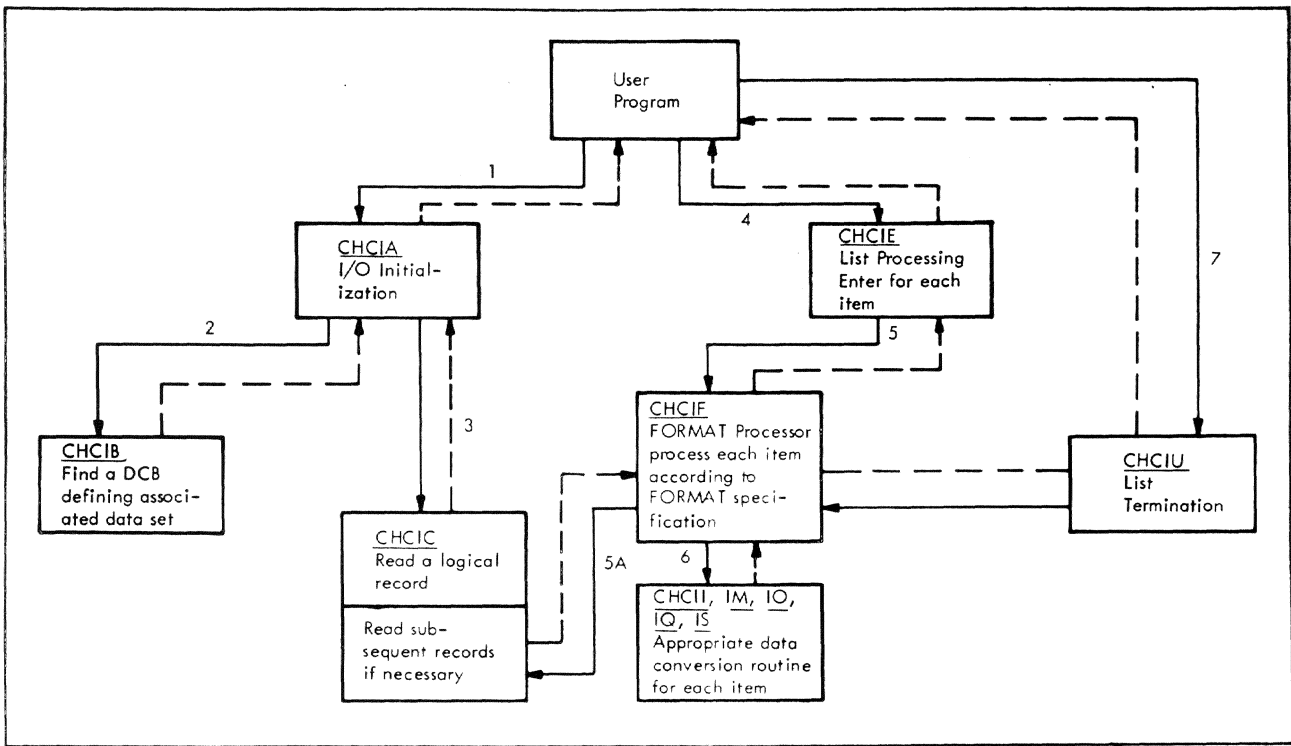 User
Program
1
4
7
CHCIA
I/O Initial-
ization
CHCIE
List Processing
Enter for each
item
2
5
3
CHCIB
Find a DCB
defining associ-
ated data set
CHCIF
FORMAT Processor
process each item
according to
FORMAT speci-
fication
CHCIU
List
Termination
CHCIC
Read a logical
record
5A
6
Read sub-
sequent records
if necessary
CHCII, IM, IO,
IQ, IS
Appropriate data
conversion routine
for each item